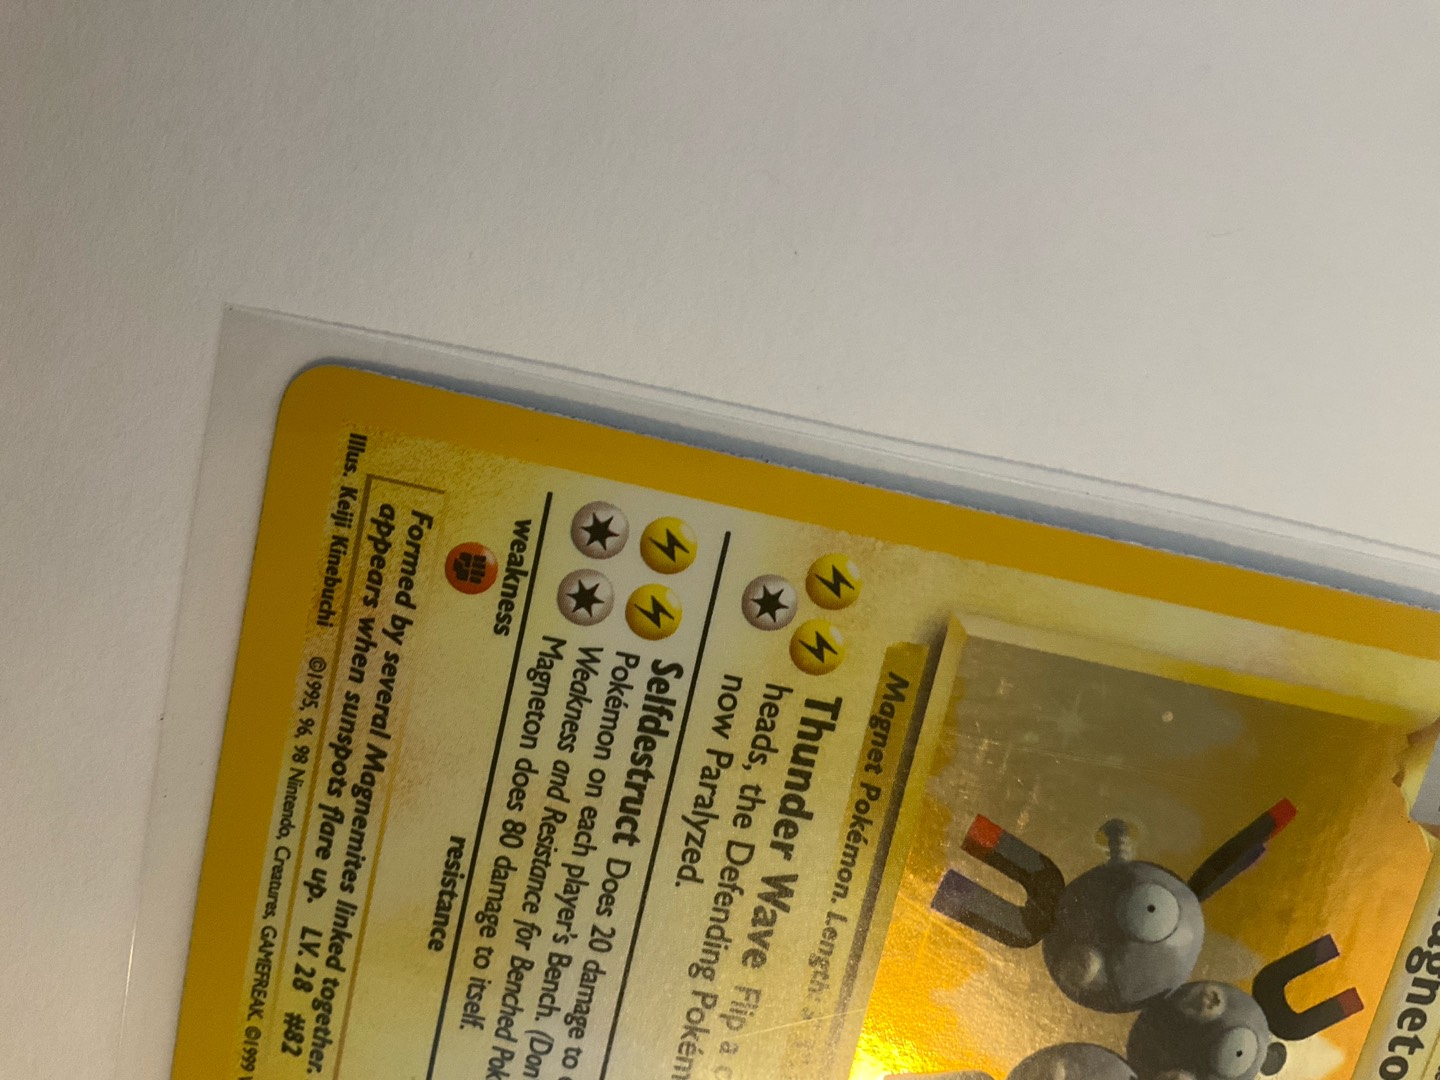 Magneto
Magnet Pokémon. Length:
Thunder Wave Flip a
heads, the Defending Pokém
now Paralyzed.
Selfdestruct Does 20 damage to
Pokémon on each player's Bench. (Don
Weakness and Resistance for Benched Pok
Magneton does 80 damage to itself.
weakness
resistance
Formed by several Magnemites linked together.
appears when sunspots flare up. LV. 28 #82
Illus. Keiji Kinebuchi ©1995, 96, 98 Nintendo, Creatures, GAMEFREAK ©1999